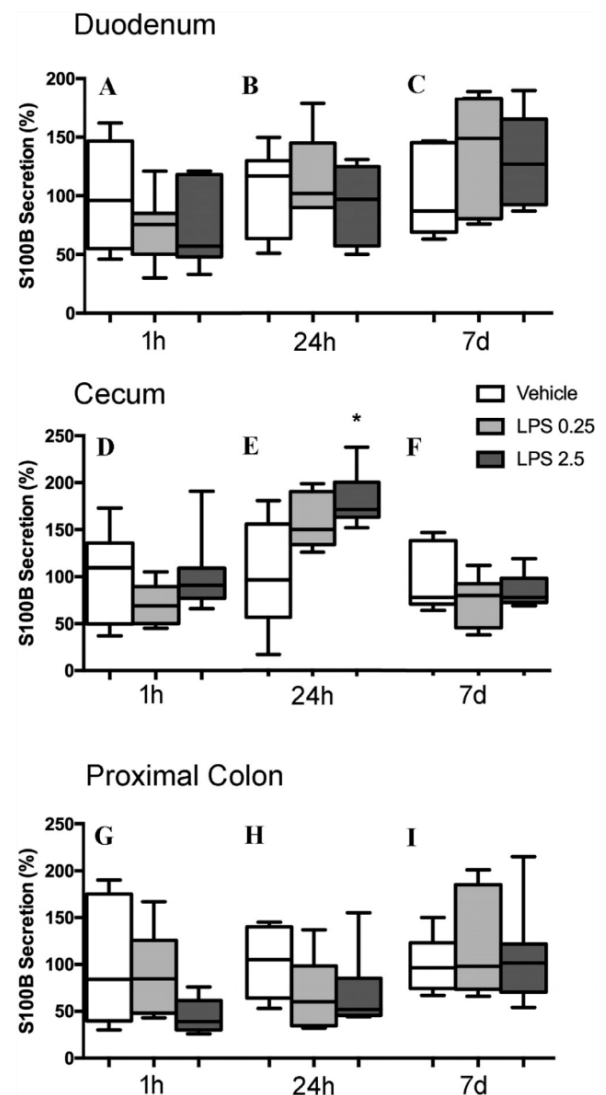 Duodenum
A B C
S100B Secretion (%)
200
150
100
50
0
1h 24h 7d
Cecum
Vehicle
LPS 0.25
LPS 2.5
*
D E F
S100B Secretion (%)
250
200
150
100
50
0
1h 24h 7d
Proximal Colon
G H I
S100B Secretion (%)
250
200
150
100
50
0
1h 24h 7d